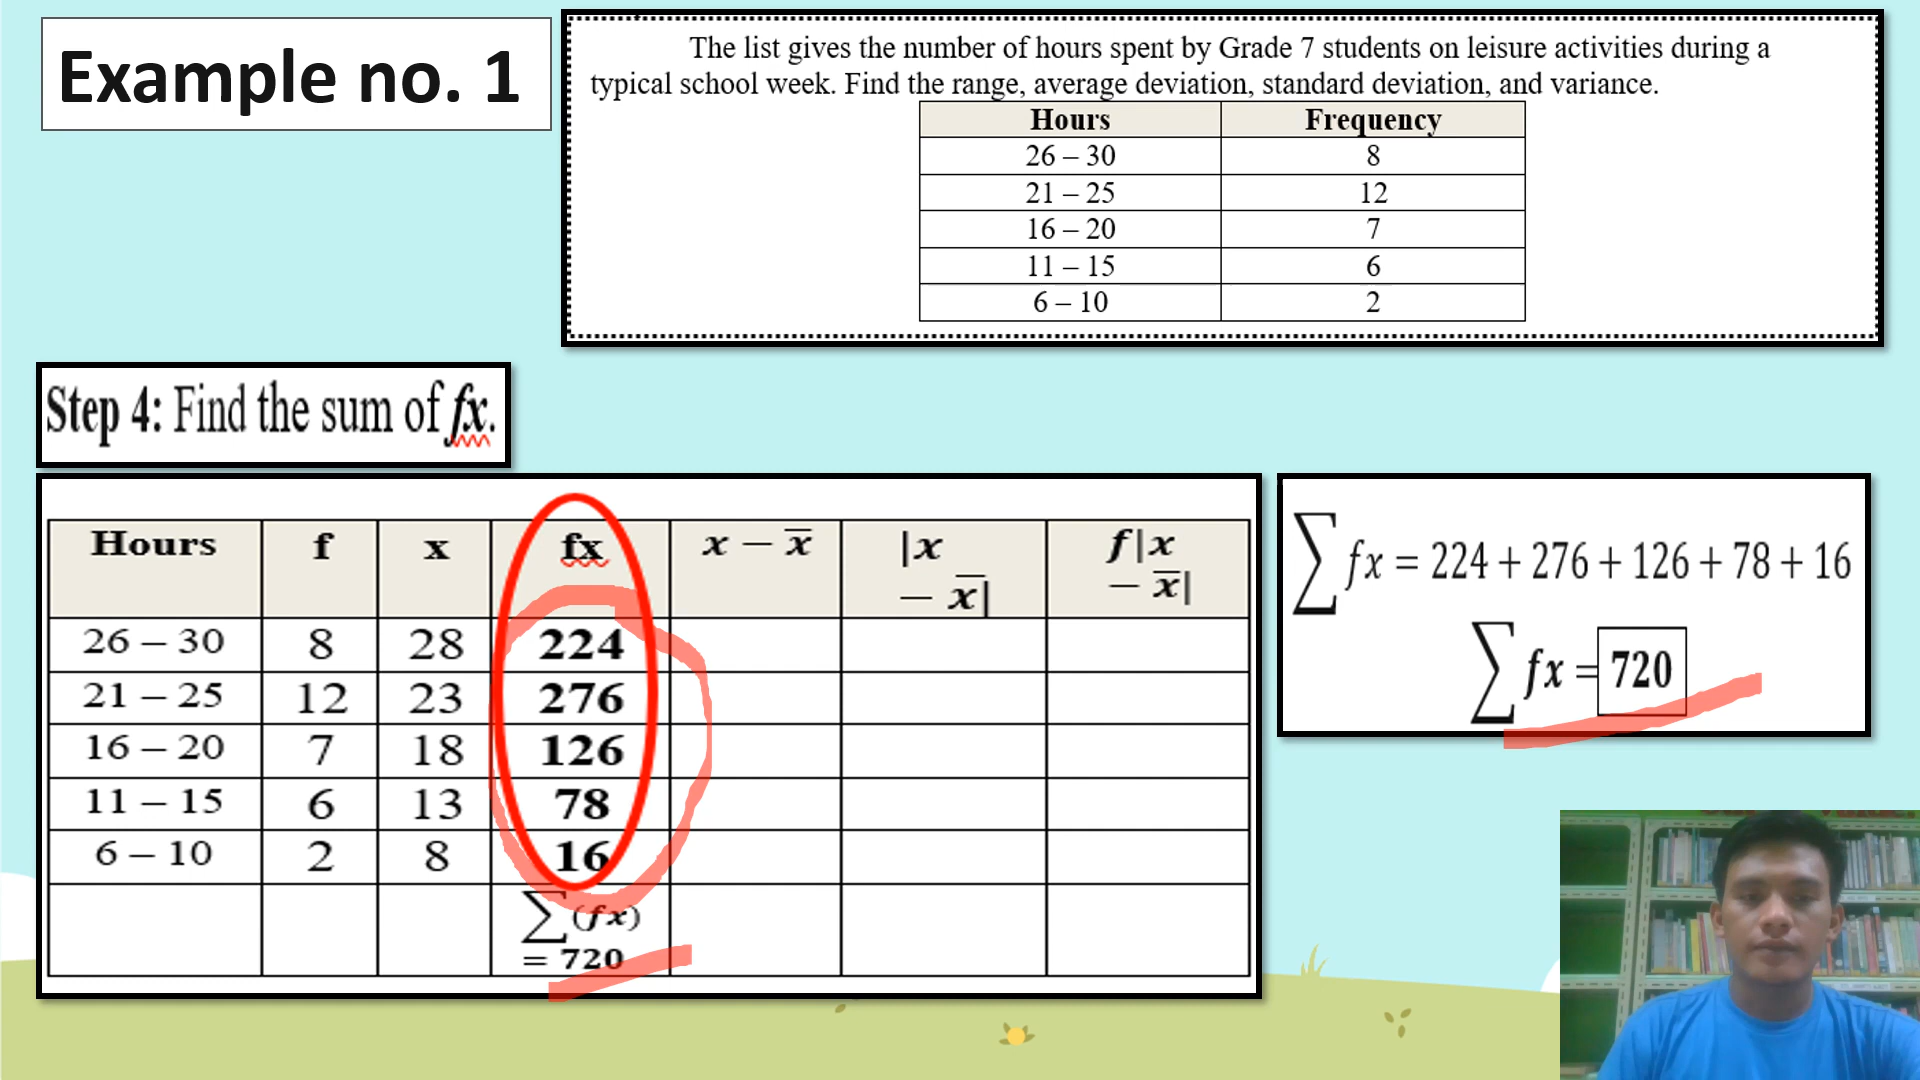 Example no. 1
The list gives the number of hours spent by Grade 7 students on leisure activities during a
typical school week. Find the range, average deviation, standard deviation, and variance.
Hours Frequency
26 – 30 8
21 – 25 12
16 – 20 7
11 – 15 6
6 – 10 2
Step 4: Find the sum of fx.
Hours f x fx x − x̅ |x − x̅| f|x − x̅|
26 – 30 8 28 224
21 – 25 12 23 276
16 – 20 7 18 126
11 – 15 6 13 78
6 – 10 2 8 16
∑(fx)
= 720
∑fx = 224 + 276 + 126 + 78 + 16
∑fx = 720